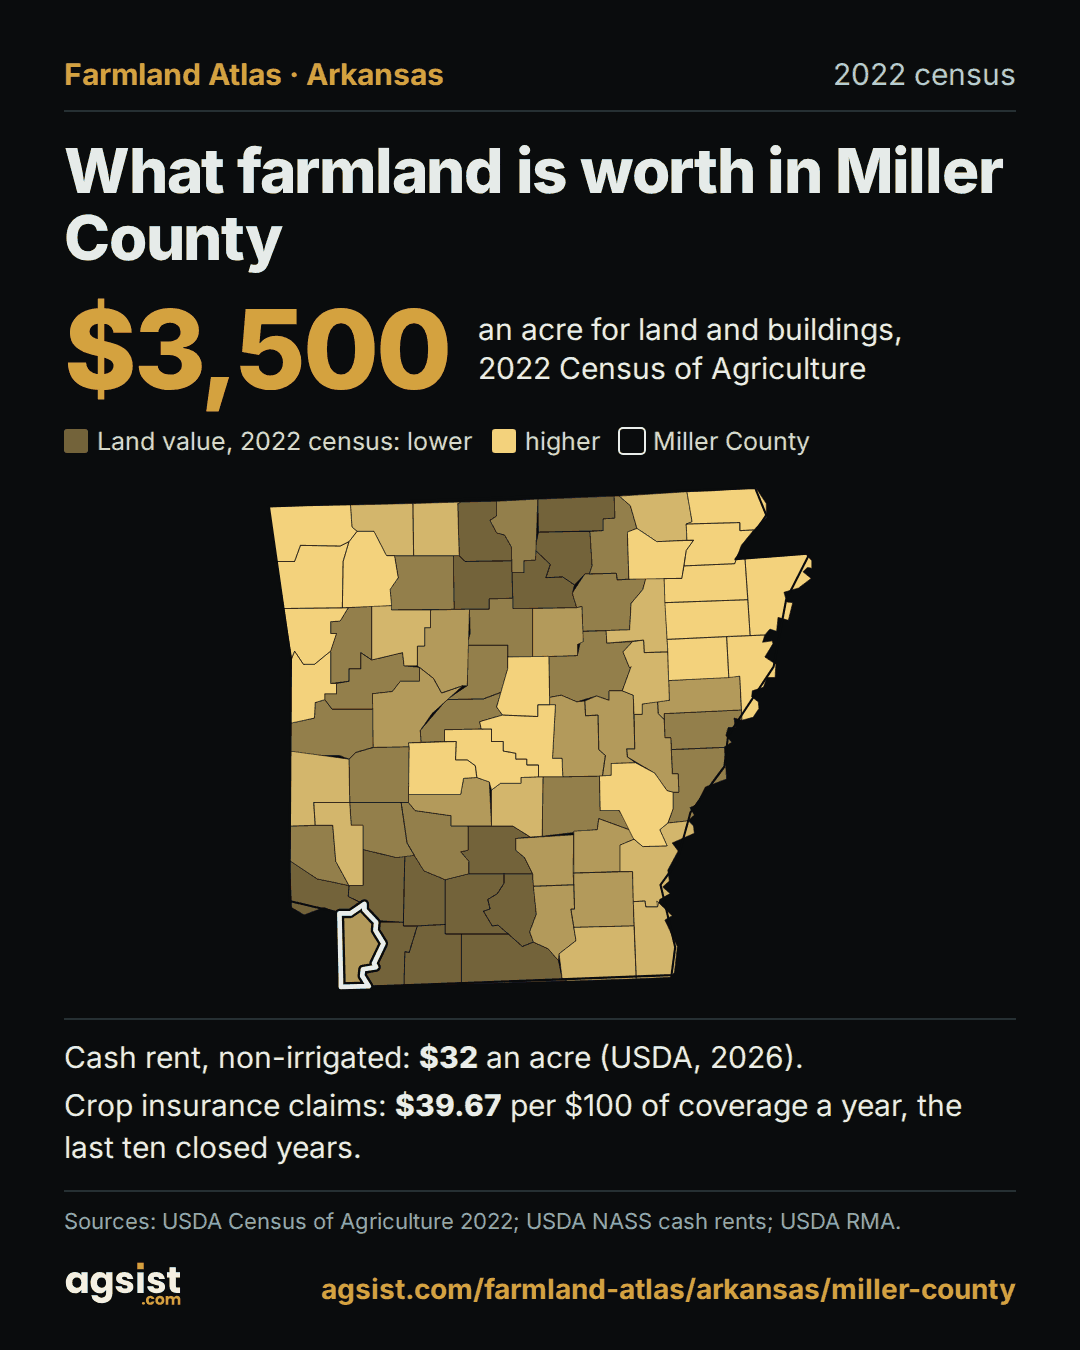 Farmland Atlas · Arkansas
2022 census
What farmland is worth in Miller
County
$3,500
an acre for land and buildings,
2022 Census of Agriculture
Land value, 2022 census: lower
higher
Miller County
Cash rent, non-irrigated: $32 an acre (USDA, 2026).
Crop insurance claims: $39.67 per $100 of coverage a year, the
last ten closed years.
Sources: USDA Census of Agriculture 2022; USDA NASS cash rents; USDA RMA.
agsist
.com
agsist.com/farmland-atlas/arkansas/miller-county